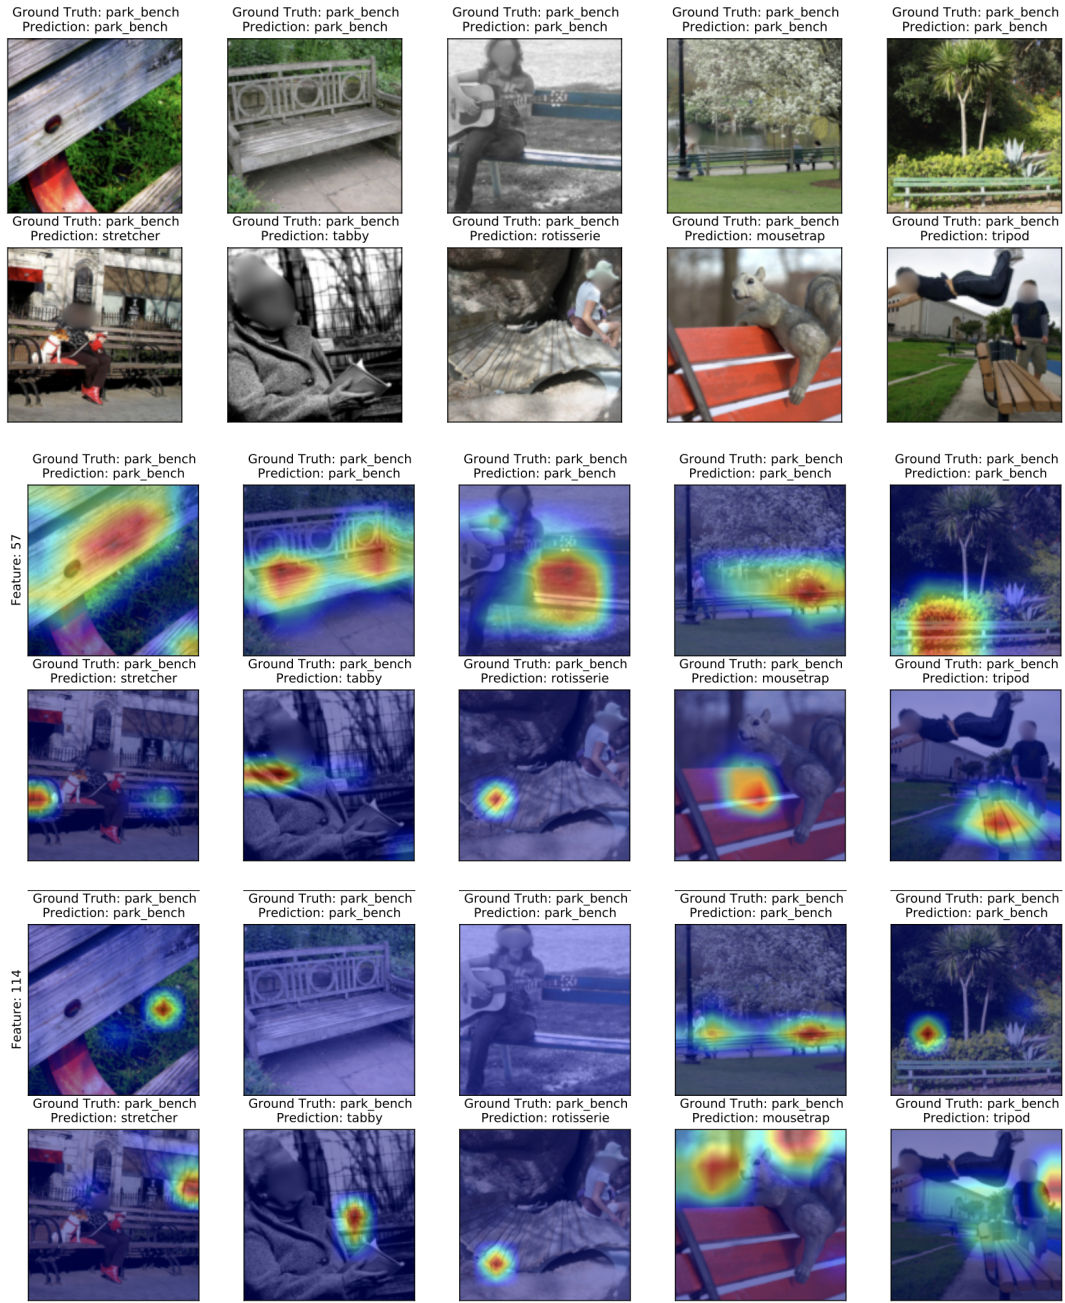 Ground Truth: park_bench Ground Truth: park_bench Ground Truth: park_bench Ground Truth: park_bench Ground Truth: park_bench
Prediction: park_bench Prediction: park_bench Prediction: park_bench Prediction: park_bench Prediction: park_bench
Ground Truth: park_bench Ground Truth: park_bench Ground Truth: park_bench Ground Truth: park_bench Ground Truth: park_bench
Prediction: stretcher Prediction: tabby Prediction: rotisserie Prediction: mousetrap Prediction: tripod
Ground Truth: park_bench Ground Truth: park_bench Ground Truth: park_bench Ground Truth: park_bench Ground Truth: park_bench
Prediction: park_bench Prediction: park_bench Prediction: park_bench Prediction: park_bench Prediction: park_bench
Feature: 57
Ground Truth: park_bench Ground Truth: park_bench Ground Truth: park_bench Ground Truth: park_bench Ground Truth: park_bench
Prediction: stretcher Prediction: tabby Prediction: rotisserie Prediction: mousetrap Prediction: tripod
Ground Truth: park_bench Ground Truth: park_bench Ground Truth: park_bench Ground Truth: park_bench Ground Truth: park_bench
Prediction: park_bench Prediction: park_bench Prediction: park_bench Prediction: park_bench Prediction: park_bench
Feature: 114
Ground Truth: park_bench Ground Truth: park_bench Ground Truth: park_bench Ground Truth: park_bench Ground Truth: park_bench
Prediction: stretcher Prediction: tabby Prediction: rotisserie Prediction: mousetrap Prediction: tripod